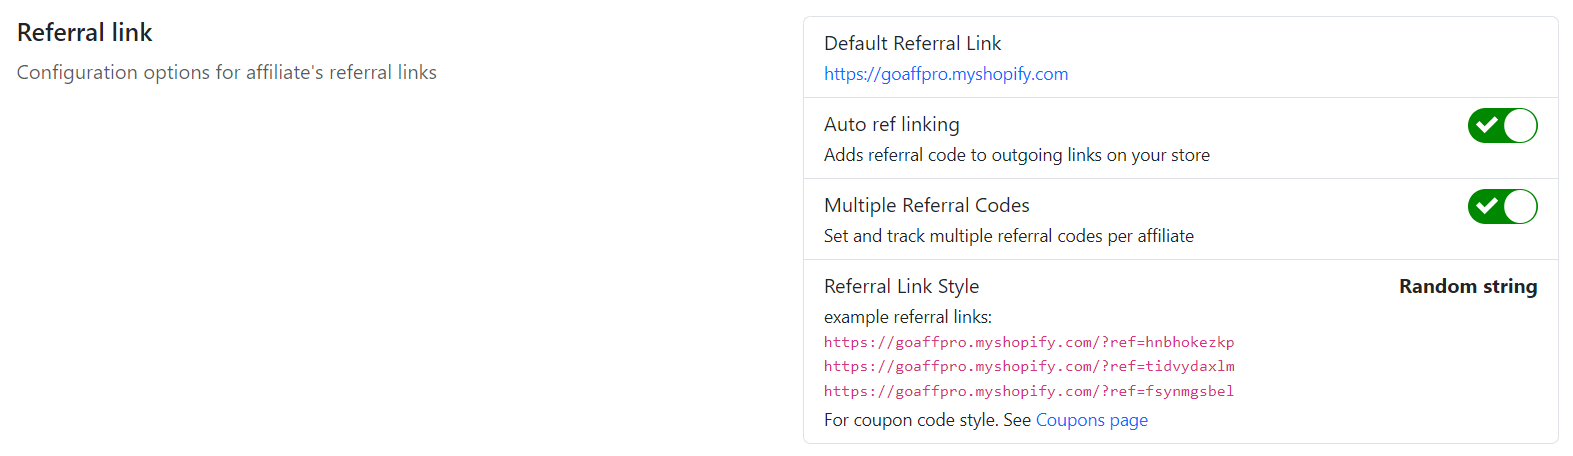 Referral link
Configuration options for affiliate's referral links
Default Referral Link
https://goaffpro.myshopify.com
Auto ref linking
Adds referral code to outgoing links on your store
Multiple Referral Codes
Set and track multiple referral codes per affiliate
Referral Link Style
Random string
example referral links:
https://goaffpro.myshopify.com/?ref=hnbhokezkp
https://goaffpro.myshopify.com/?ref=tidvydaxlm
https://goaffpro.myshopify.com/?ref=fsynmgsbel
For coupon code style. See Coupons page